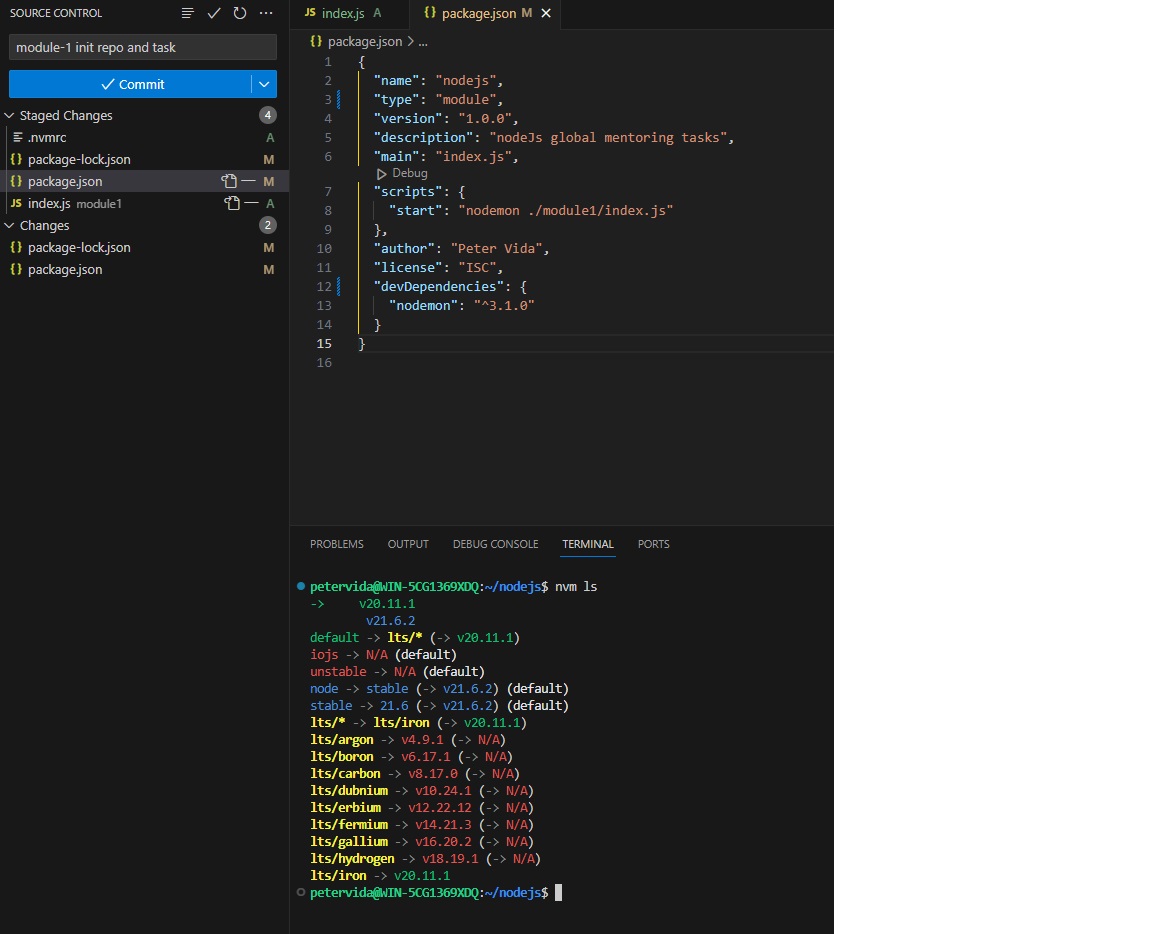 SOURCE CONTROL
module-1 init repo and task
Commit
Staged Changes 4
.nvmrc A
package-lock.json M
package.json M
JS index.js module1 A
Changes 2
package-lock.json M
package.json M
JS index.js A
{} package.json M
{} package.json > ...
1 {
2 "name": "nodejs",
3 "type": "module",
4 "version": "1.0.0",
5 "description": "nodeJs global mentoring tasks",
6 "main": "index.js",
Debug
7 "scripts": {
8 "start": "nodemon ./module1/index.js"
9 },
10 "author": "Peter Vida",
11 "license": "ISC",
12 "devDependencies": {
13 "nodemon": "^3.1.0"
14 }
15 }
16
PROBLEMS OUTPUT DEBUG CONSOLE TERMINAL PORTS
petervida@WIN-5CG1369XDQ:~/nodejs$ nvm ls
-> v20.11.1
v21.6.2
default -> lts/* (-> v20.11.1)
iojs -> N/A (default)
unstable -> N/A (default)
node -> stable (-> v21.6.2) (default)
stable -> 21.6 (-> v21.6.2) (default)
lts/* -> lts/iron (-> v20.11.1)
lts/argon -> v4.9.1 (-> N/A)
lts/boron -> v6.17.1 (-> N/A)
lts/carbon -> v8.17.0 (-> N/A)
lts/dubnium -> v10.24.1 (-> N/A)
lts/erbium -> v12.22.12 (-> N/A)
lts/fermium -> v14.21.3 (-> N/A)
lts/gallium -> v16.20.2 (-> N/A)
lts/hydrogen -> v18.19.1 (-> N/A)
lts/iron -> v20.11.1
petervida@WIN-5CG1369XDQ:~/nodejs$